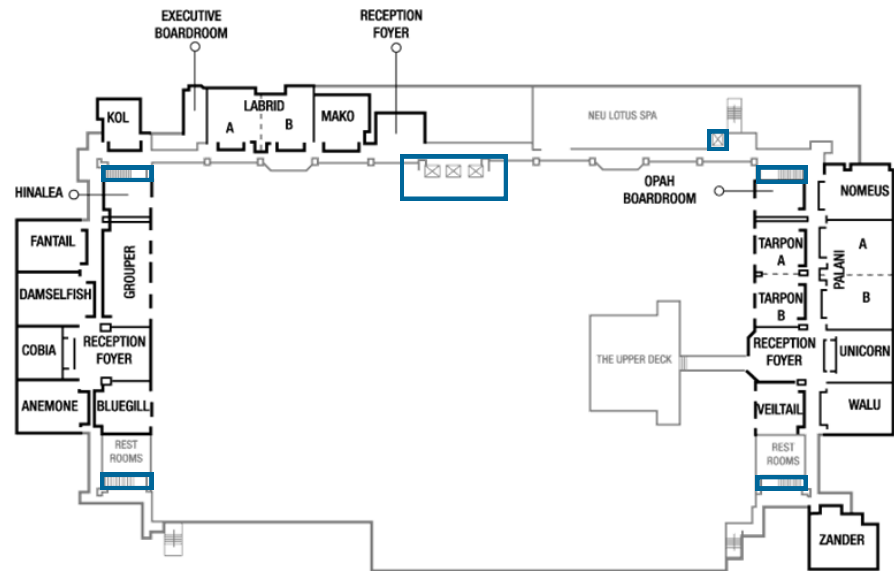 EXECUTIVE
BOARDROOM
RECEPTION
FOYER
KOL
LABRID
A
B
MAKO
NEU LOTUS SPA
HINALEA
OPAH
BOARDROOM
NOMEUS
FANTAIL
GROUPER
TARPON
A
PALANI
A
DAMSELFISH
TARPON
B
B
COBIA
RECEPTION
FOYER
THE UPPER DECK
RECEPTION
FOYER
UNICORN
ANEMONE
BLUEGILL
VEILTAIL
WALU
REST
ROOMS
REST
ROOMS
ZANDER